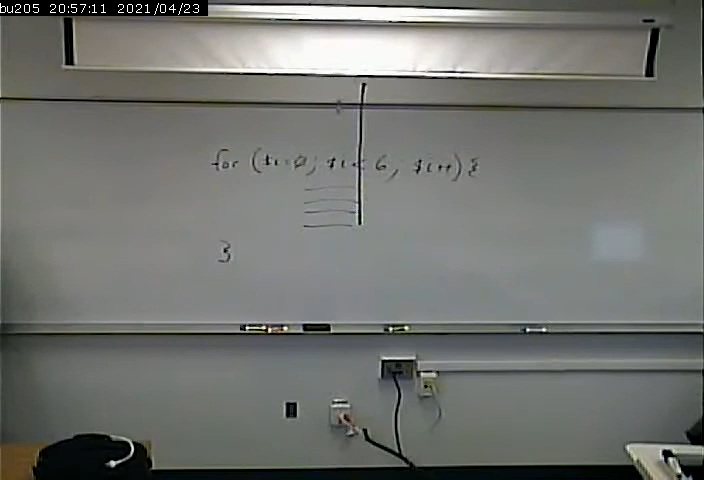 bu205 20:57:11 2021/04/23
for ($i=0; $i< 6, $i++) {
}